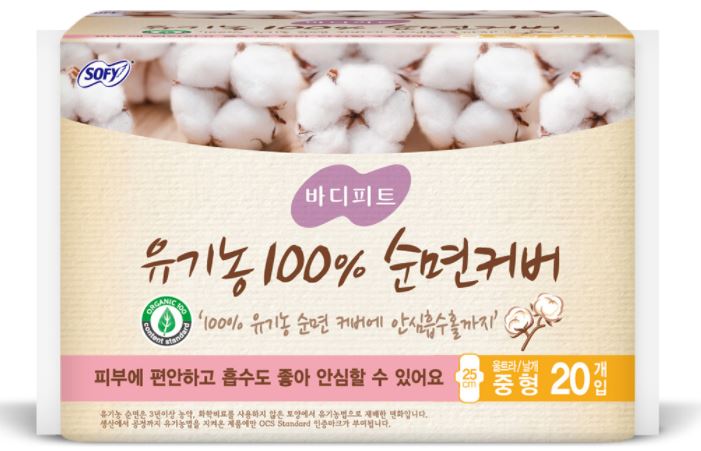 SOFY
바디피트
유기농 100% 순면커버
ORGANIC 100
content standard
'100% 유기농 순면 커버에 안심흡수홀까지'
피부에 편안하고 흡수도 좋아 안심할 수 있어요
25
cm
울트라/날개
중형
20개입
유기농 순면은 3년이상 농약, 화학비료를 사용하지 않은 토양에서 유기농법으로 재배한 면화입니다.
생산에서 공정까지 유기농법을 지켜온 제품에만 OCS Standard 인증마크가 부여됩니다.